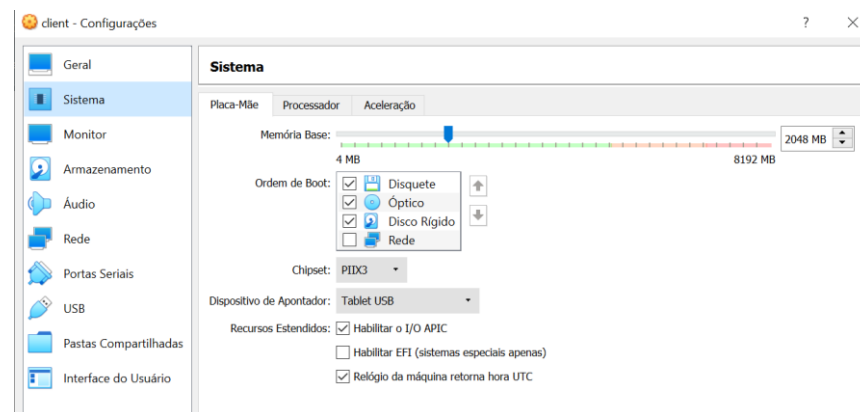 client - Configurações
?
Geral
Sistema
Monitor
Armazenamento
Áudio
Rede
Portas Seriais
USB
Pastas Compartilhadas
Interface do Usuário
Sistema
Placa-Mãe Processador Aceleração
Memória Base: 2048 MB
4 MB 8192 MB
Ordem de Boot: Disquete
Óptico
Disco Rígido
Rede
Chipset: PIIX3
Dispositivo de Apontador: Tablet USB
Recursos Estendidos: Habilitar o I/O APIC
Habilitar EFI (sistemas especiais apenas)
Relógio da máquina retorna hora UTC